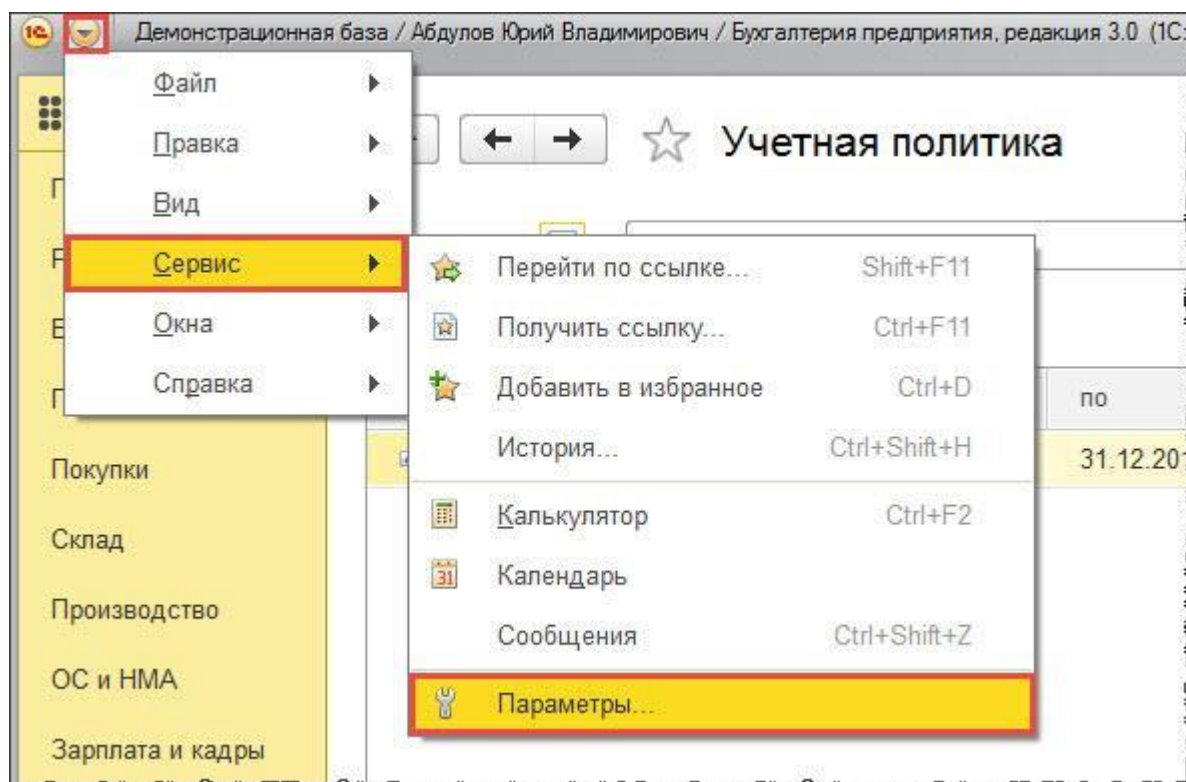 1С Демонстрационная база / Абдулов Юрий Владимирович / Бухгалтерия предприятия, редакция 3.0 (1С:
Файл
Правка
Вид
Сервис
Окна
Справка
Учетная политика
Перейти по ссылке... Shift+F11
Получить ссылку... Ctrl+F11
Добавить в избранное Ctrl+D
История... Ctrl+Shift+H
Калькулятор Ctrl+F2
31 Календарь
Сообщения Ctrl+Shift+Z
Параметры...
по
31.12.201
Покупки
Склад
Производство
ОС и НМА
Зарплата и кадры